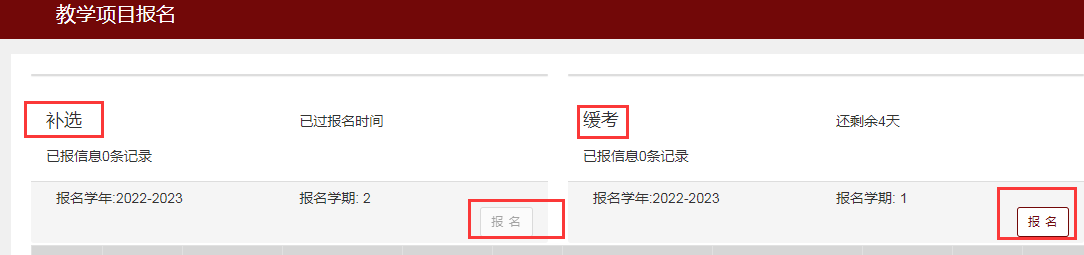 教学项目报名
补选
已过报名时间
已报信息0条记录
报名学年:2022-2023
报名学期: 2
报 名
缓考
还剩余4天
已报信息0条记录
报名学年:2022-2023
报名学期: 1
报 名